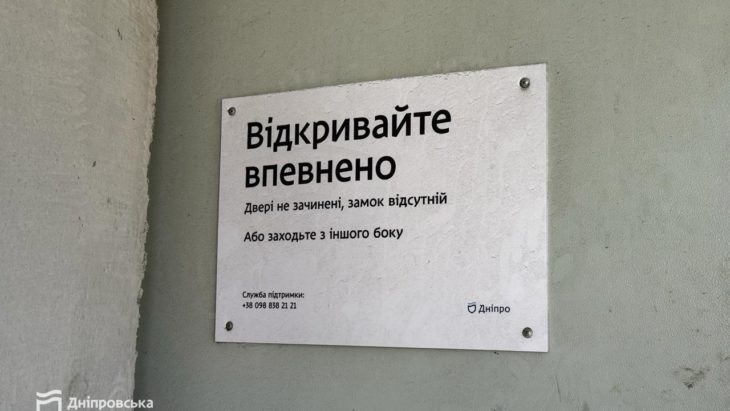 Відкривайте
впевнено
Двері не зачинені, замок відсутній
Або заходьте з іншого боку
Служба підтримки:
+38 098 838 21 21
Дніпро
Дніпровська